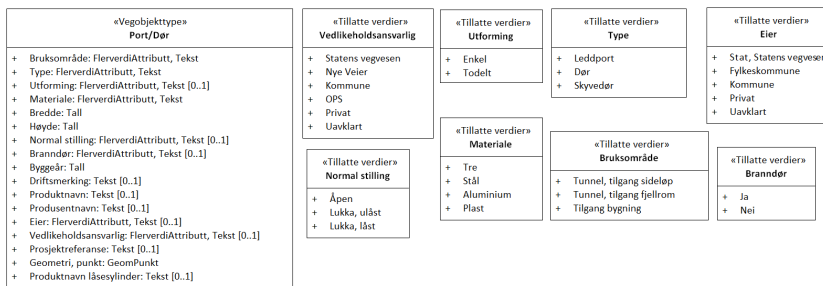 «Vegobjekttype»
Port/Dør
+ Bruksområde: FlerverdiAttributt, Tekst
+ Type: FlerverdiAttributt, Tekst
+ Utforming: FlerverdiAttributt, Tekst [0..1]
+ Materiale: FlerverdiAttributt, Tekst
+ Bredde: Tall
+ Høyde: Tall
+ Normal stilling: FlerverdiAttributt, Tekst [0..1]
+ Branndør: FlerverdiAttributt, Tekst [0..1]
+ Byggeår: Tall
+ Driftsmerking: Tekst [0..1]
+ Produktnavn: Tekst [0..1]
+ Produsentnavn: Tekst [0..1]
+ Eier: FlerverdiAttributt, Tekst [0..1]
+ Vedlikeholdsansvarlig: FlerverdiAttributt, Tekst [0..1]
+ Prosjektreferanse: Tekst [0..1]
+ Geometri, punkt: GeomPunkt
+ Produktnavn låsesylinder: Tekst [0..1]
«Tillatte verdier»
Vedlikeholdsansvarlig
+ Statens vegvesen
+ Nye Veier
+ Kommune
+ OPS
+ Privat
+ Uavklart
«Tillatte verdier»
Normal stilling
+ Åpen
+ Lukka, ulåst
+ Lukka, låst
«Tillatte verdier»
Utforming
+ Enkel
+ Todelt
«Tillatte verdier»
Materiale
+ Tre
+ Stål
+ Aluminium
+ Plast
«Tillatte verdier»
Type
+ Leddport
+ Dør
+ Skyvedør
«Tillatte verdier»
Bruksområde
+ Tunnel, tilgang sideløp
+ Tunnel, tilgang fjellrom
+ Tilgang bygning
«Tillatte verdier»
Eier
+ Stat, Statens vegvesen
+ Fylkeskommune
+ Kommune
+ Privat
+ Uavklart
«Tillatte verdier»
Branndør
+ Ja
+ Nei